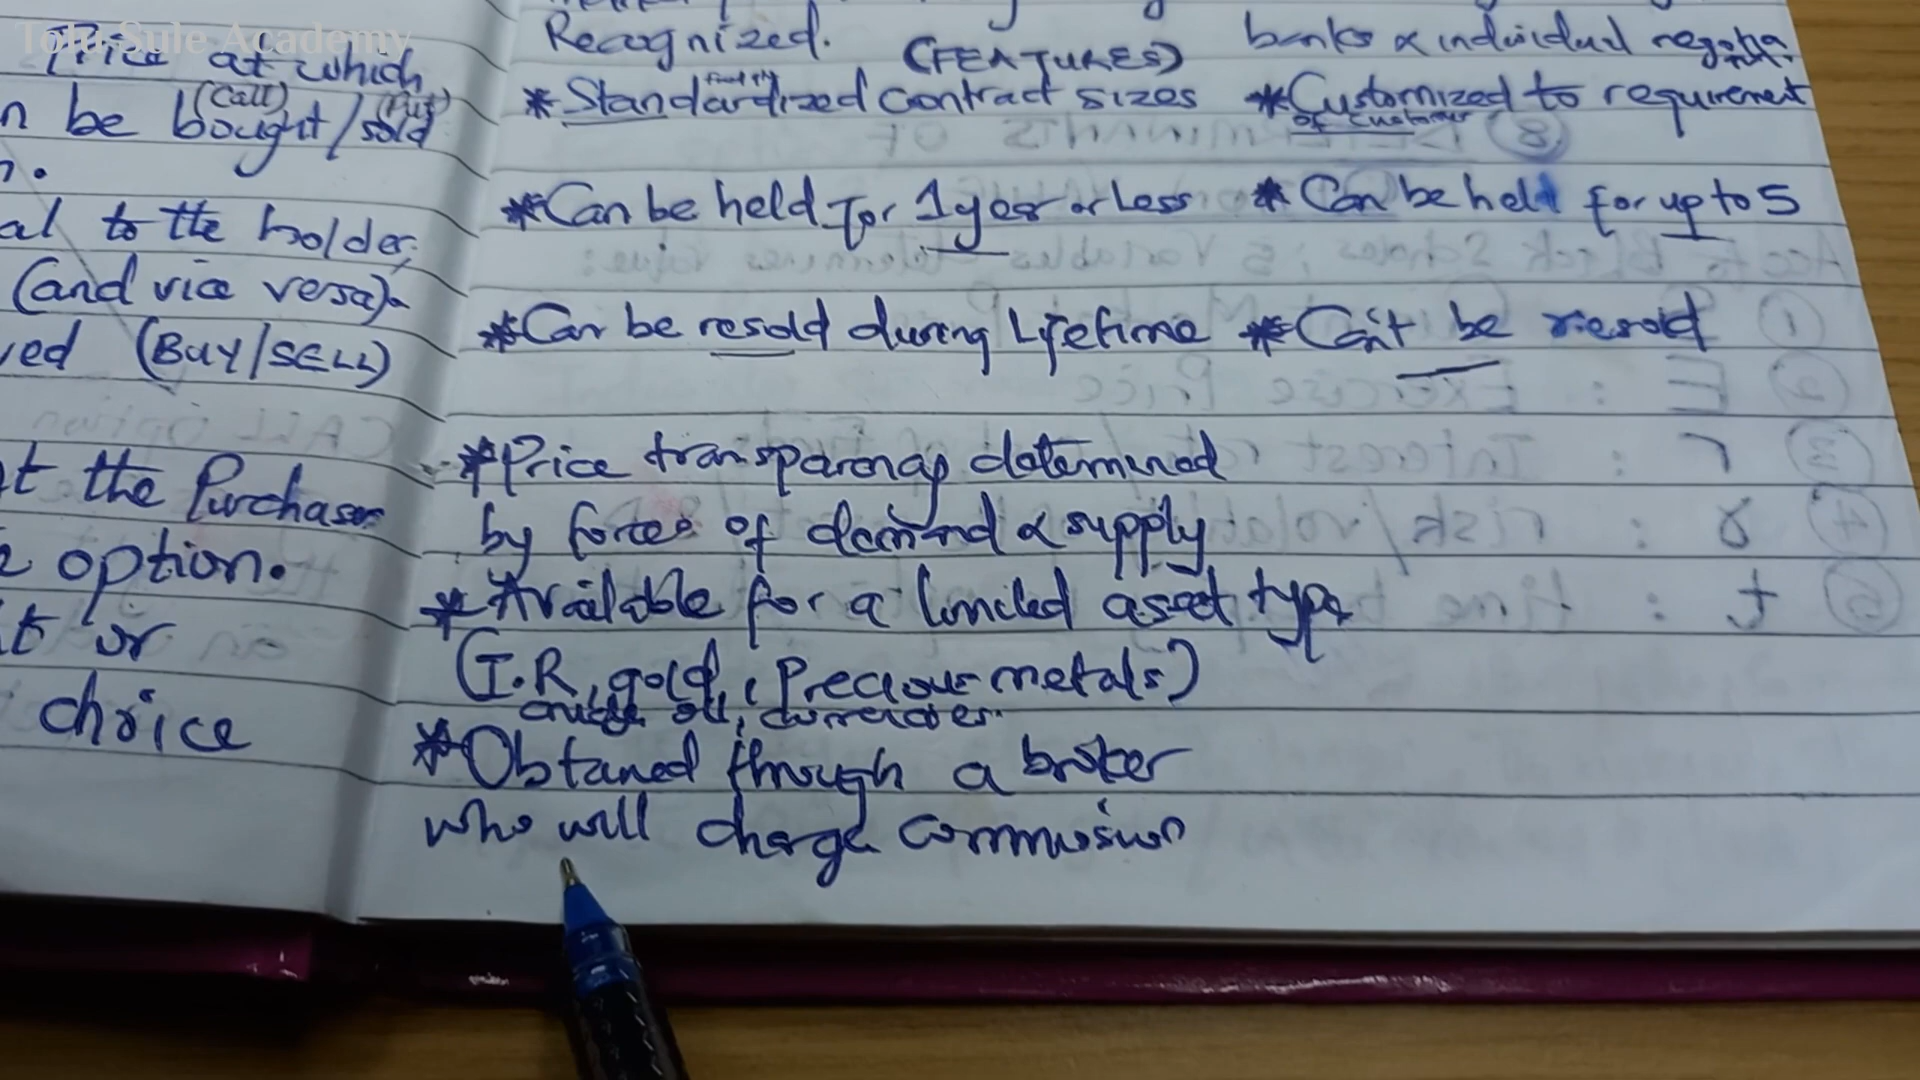 Tolu Sule Academy
Price at which
(Call) (Put)
n be bought/sold
n.
al to the holder,
(and vice versa).
ved (BUY/SELL)
t the Purchaser
option.
it or
choice
Recognized.
(FEATURES)
*Standardized contract sizes
*Can be held for 1 year or Less
*Can be resold during Lifetime
*Price transparency determined
by forces of demand & supply
*Available for a limited asset type
(I.R, gold, Precious metals)
crude oil, currencies.
*Obtained through a broker
who will charge commission
banks & individual
*Customized to requirement
of customer
*Can be held for up to 5
*Can't be resold